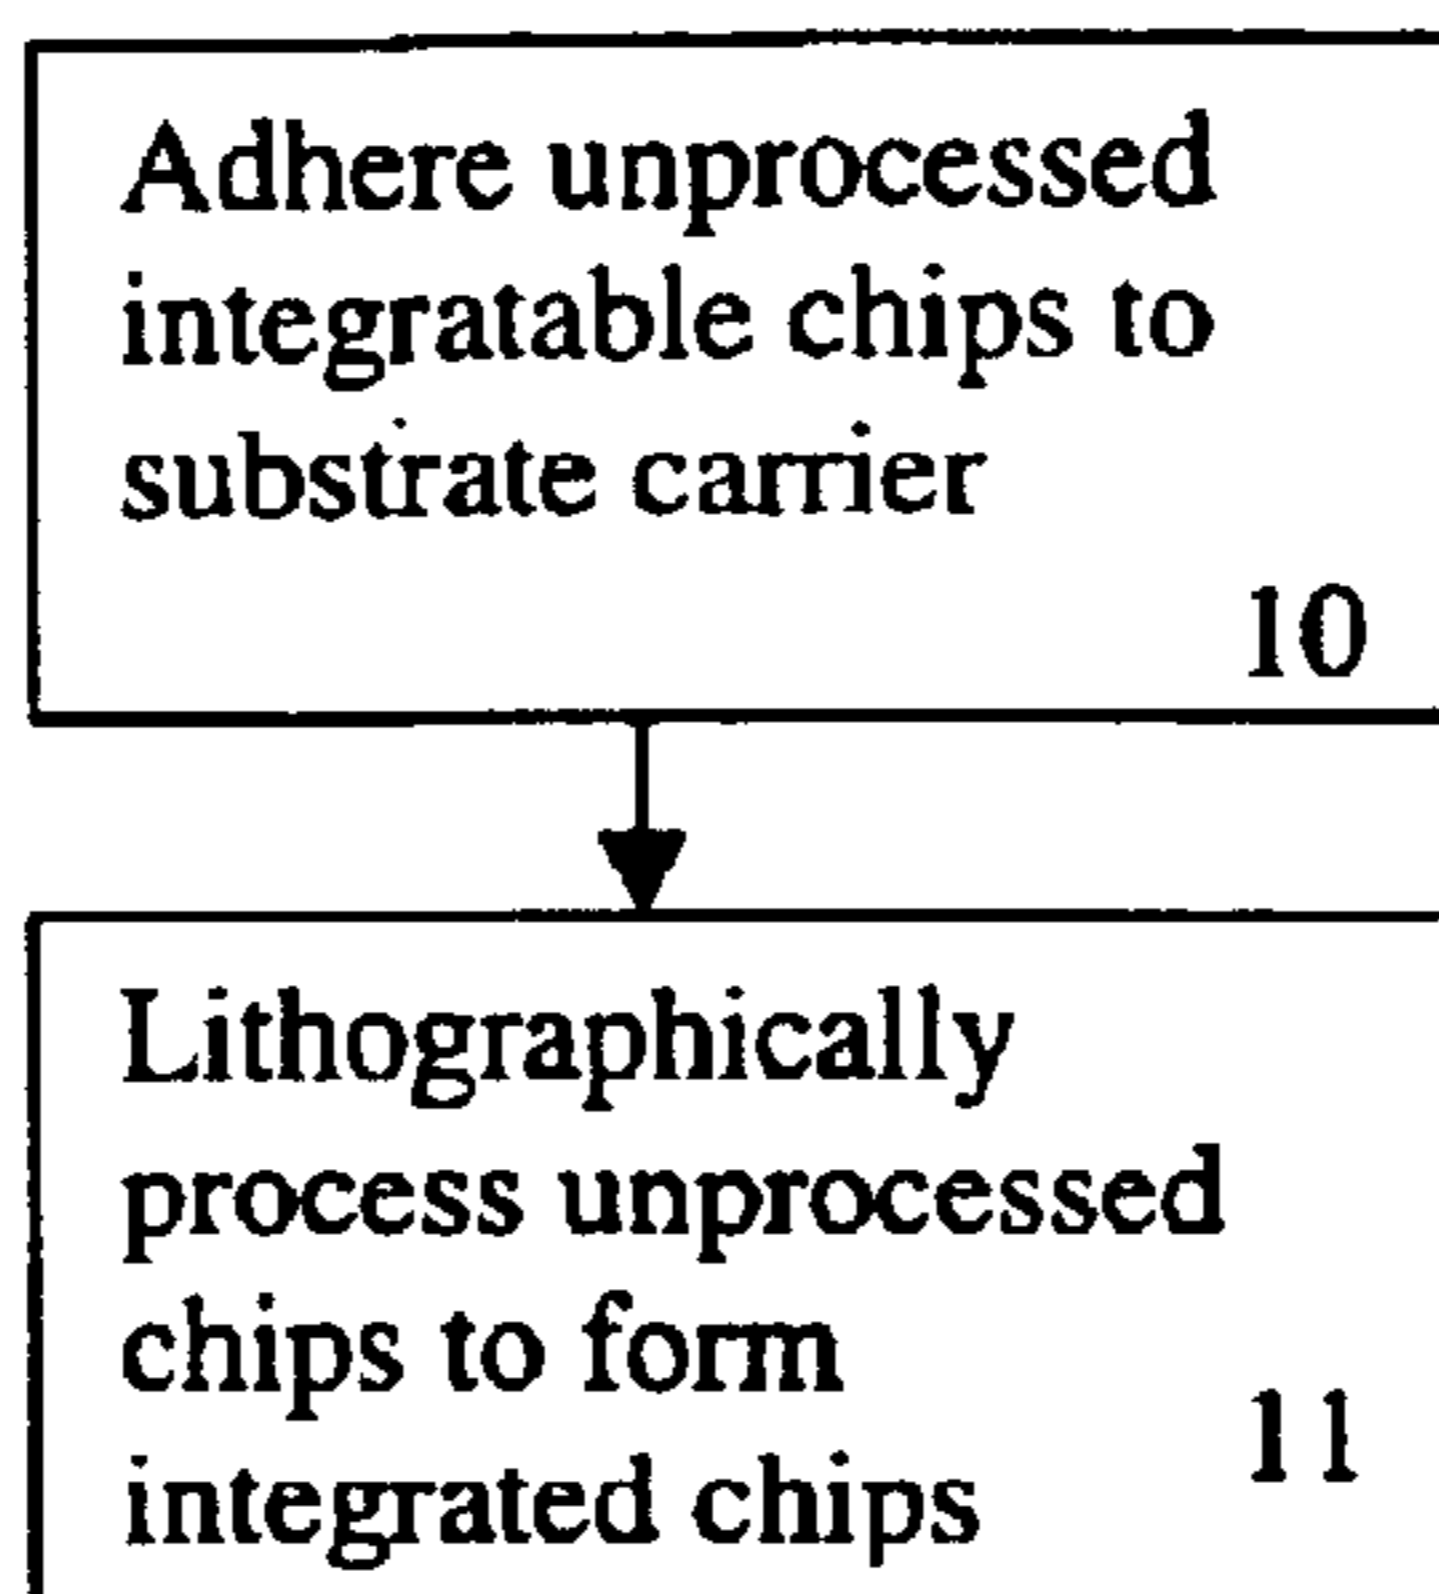 Adhere unprocessed
integratable chips to
substrate carrier
10
Lithographically
process unprocessed
chips to form
11
integrated chips